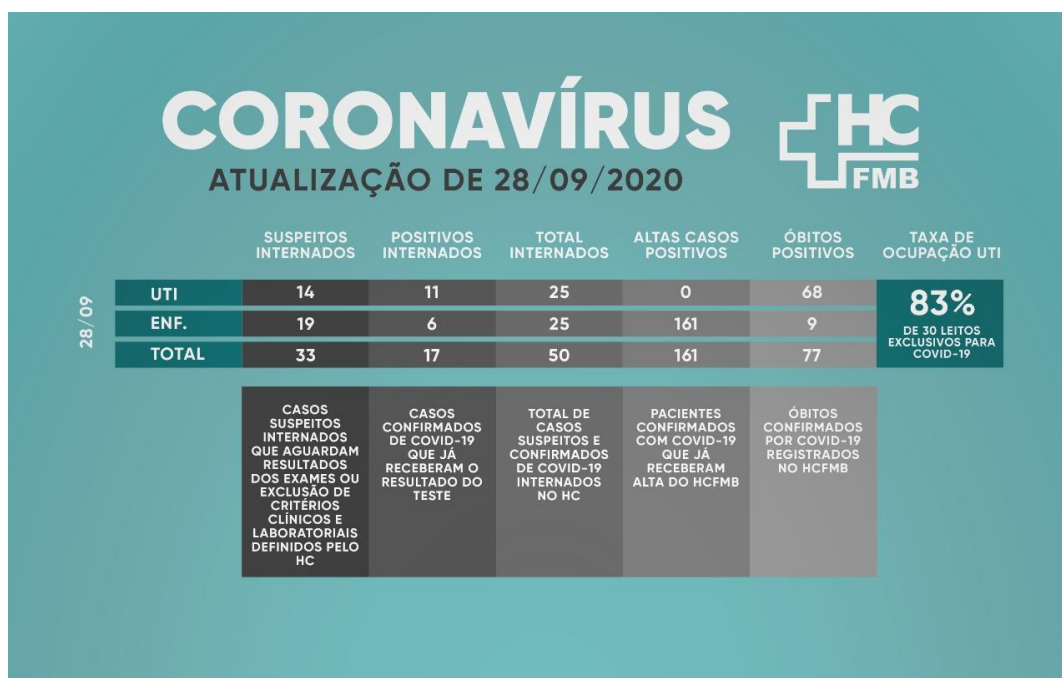 CORONAVÍRUS
HC
FMB
ATUALIZAÇÃO DE 28/09/2020
SUSPEITOS
INTERNADOS
POSITIVOS
INTERNADOS
TOTAL
INTERNADOS
ALTAS CASOS
POSITIVOS
ÓBITOS
POSITIVOS
TAXA DE
OCUPAÇÃO UTI
28/09
UTI 14 11 25 0 68
ENF. 19 6 25 161 9
TOTAL 33 17 50 161 77
83%
DE 30 LEITOS
EXCLUSIVOS PARA
COVID-19
CASOS
SUSPEITOS
INTERNADOS
QUE AGUARDAM
RESULTADOS
DOS EXAMES OU
EXCLUSÃO DE
CRITÉRIOS
CLÍNICOS E
LABORATORIAIS
DEFINIDOS PELO
HC
CASOS
CONFIRMADOS
DE COVID-19
QUE JÁ
RECEBERAM O
RESULTADO DO
TESTE
TOTAL DE
CASOS
SUSPEITOS E
CONFIRMADOS
DE COVID-19
INTERNADOS
NO HC
PACIENTES
CONFIRMADOS
COM COVID-19
QUE JÁ
RECEBERAM
ALTA DO HCFMB
ÓBITOS
CONFIRMADOS
POR COVID-19
REGISTRADOS
NO HCFMB